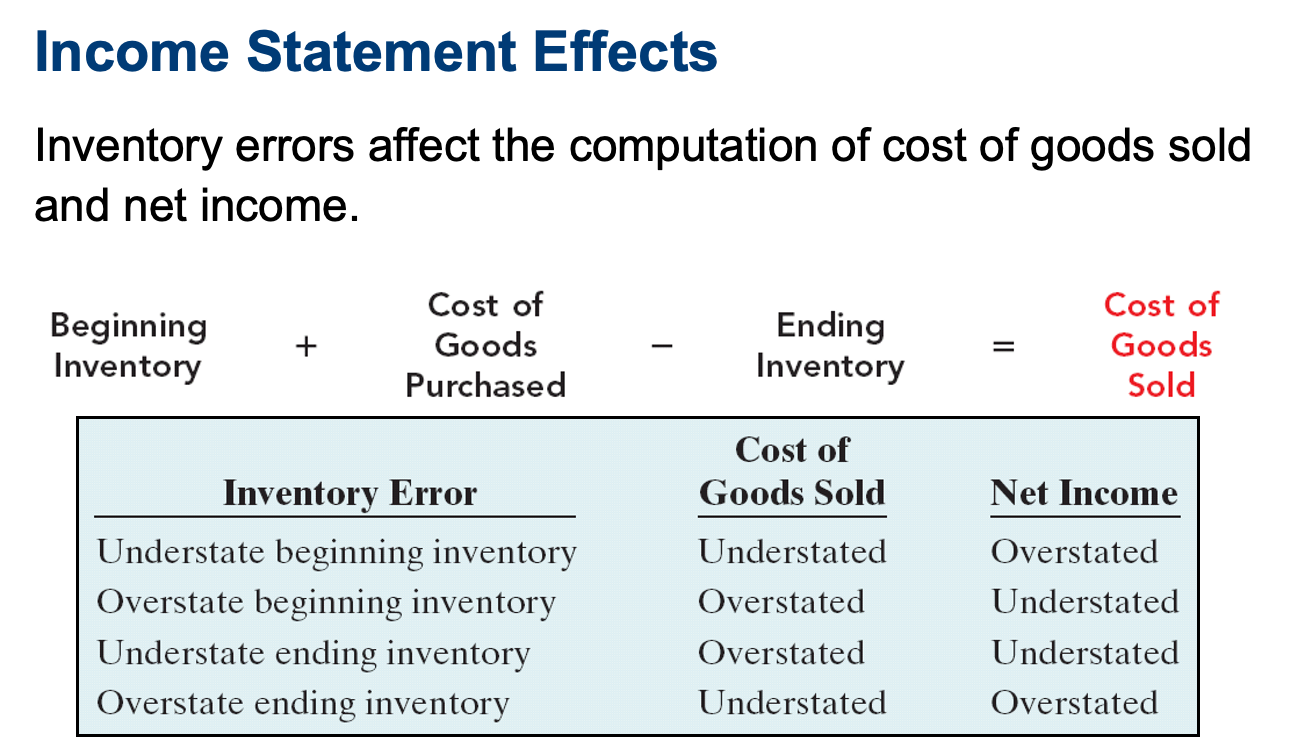 Income Statement Effects
Inventory errors affect the computation of cost of goods sold
and net income.
Beginning Inventory + Cost of Goods Purchased − Ending Inventory = Cost of Goods Sold
Inventory Error Cost of Goods Sold Net Income
Understate beginning inventory Understated Overstated
Overstate beginning inventory Overstated Understated
Understate ending inventory Overstated Understated
Overstate ending inventory Understated Overstated